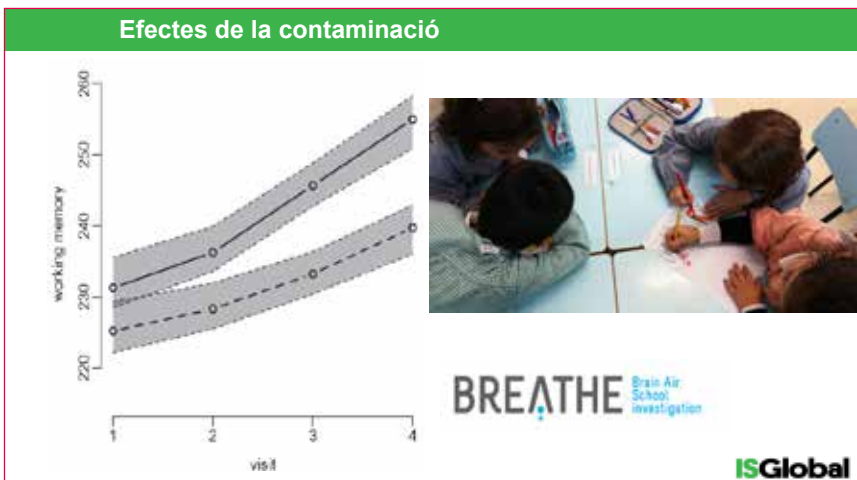 Efectes de la contaminació
260
250
240
230
220
working memory
1 2 3 4
visit
BREATHE
Brain Air
School
investigation
ISGlobal